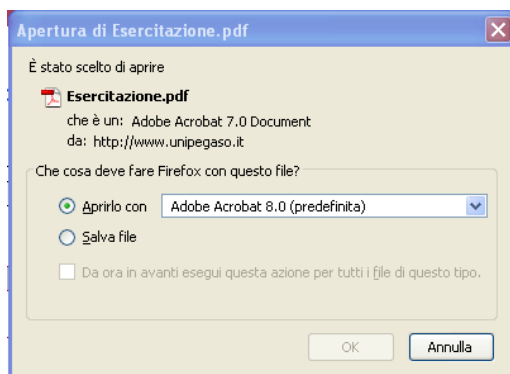 Apertura di Esercitazione.pdf
È stato scelto di aprire
Esercitazione.pdf
che è un: Adobe Acrobat 7.0 Document
da: http://www.unipegaso.it
Che cosa deve fare Firefox con questo file?
Aprirlo con Adobe Acrobat 8.0 (predefinita)
Salva file
Da ora in avanti esegui questa azione per tutti i file di questo tipo.
OK Annulla